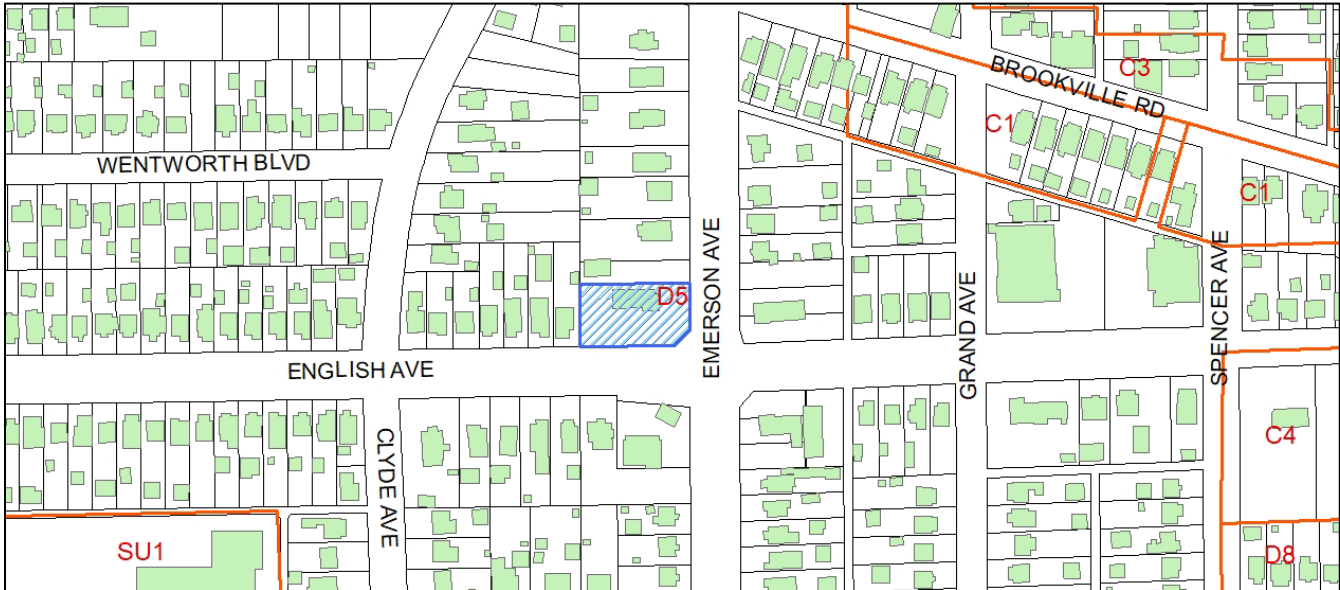 C3
BROOKVILLE RD
C1
WENTWORTH BLVD
C1
EMERSON AVE
SPENCER AVE
GRAND AVE
D5
ENGLISH AVE
CLYDE AVE
C4
SU1
D8